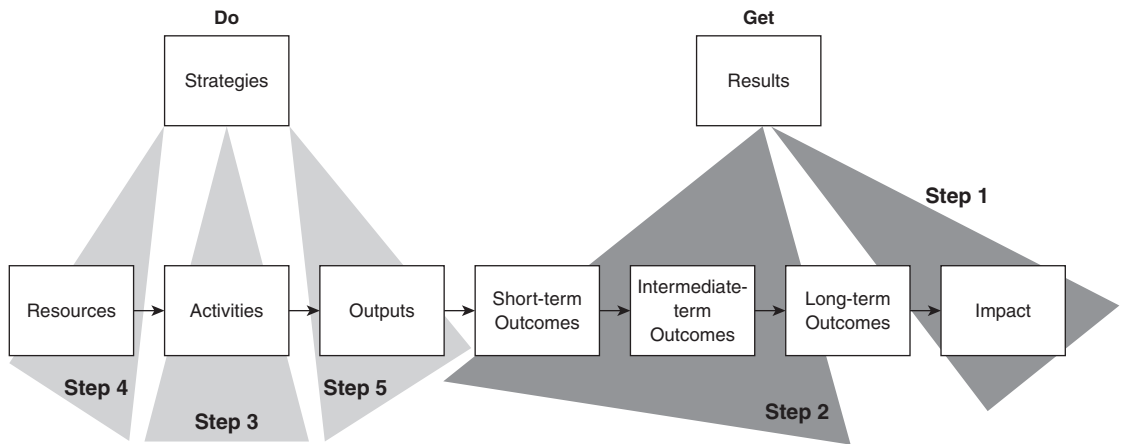 Do
Get
Strategies
Results
Step 1
Resources
Activities
Outputs
Short-term
Outcomes
Intermediate-
term
Outcomes
Long-term
Outcomes
Impact
Step 4
Step 3
Step 5
Step 2